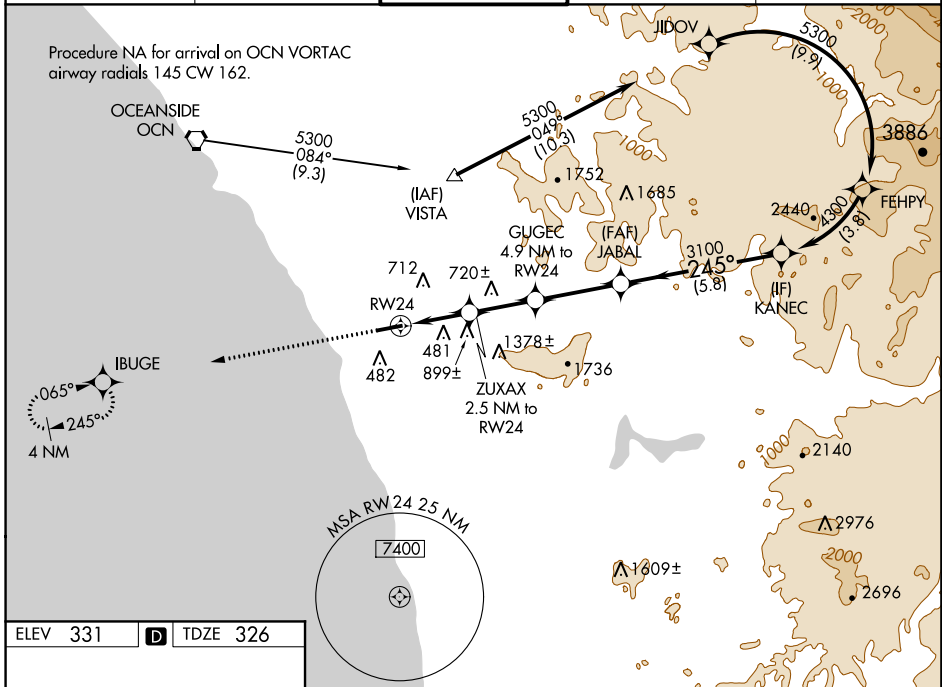 Procedure NA for arrival on OCN VORTAC
airway radials 145 CW 162.
OCEANSIDE
OCN
5300
084°
(9.3)
(IAF)
VISTA
5300
049°
(10.3)
JIDOV
5300
(9.9)
2000
1000
1000
3886
FEHPY
4300
(3.8)
2440
1752
1685
GUGEC
4.9 NM to
RW24
(FAF)
JABAL
3100
245°
(5.8)
(IF)
KANEC
712
720±
RW24
481
899±
482
1378±
1736
ZUXAX
2.5 NM to
RW24
IBUGE
065°
245°
4 NM
MSA RW24 25 NM
7400
1000
2140
2976
2000
1609±
2696
ELEV 331 D TDZE 326